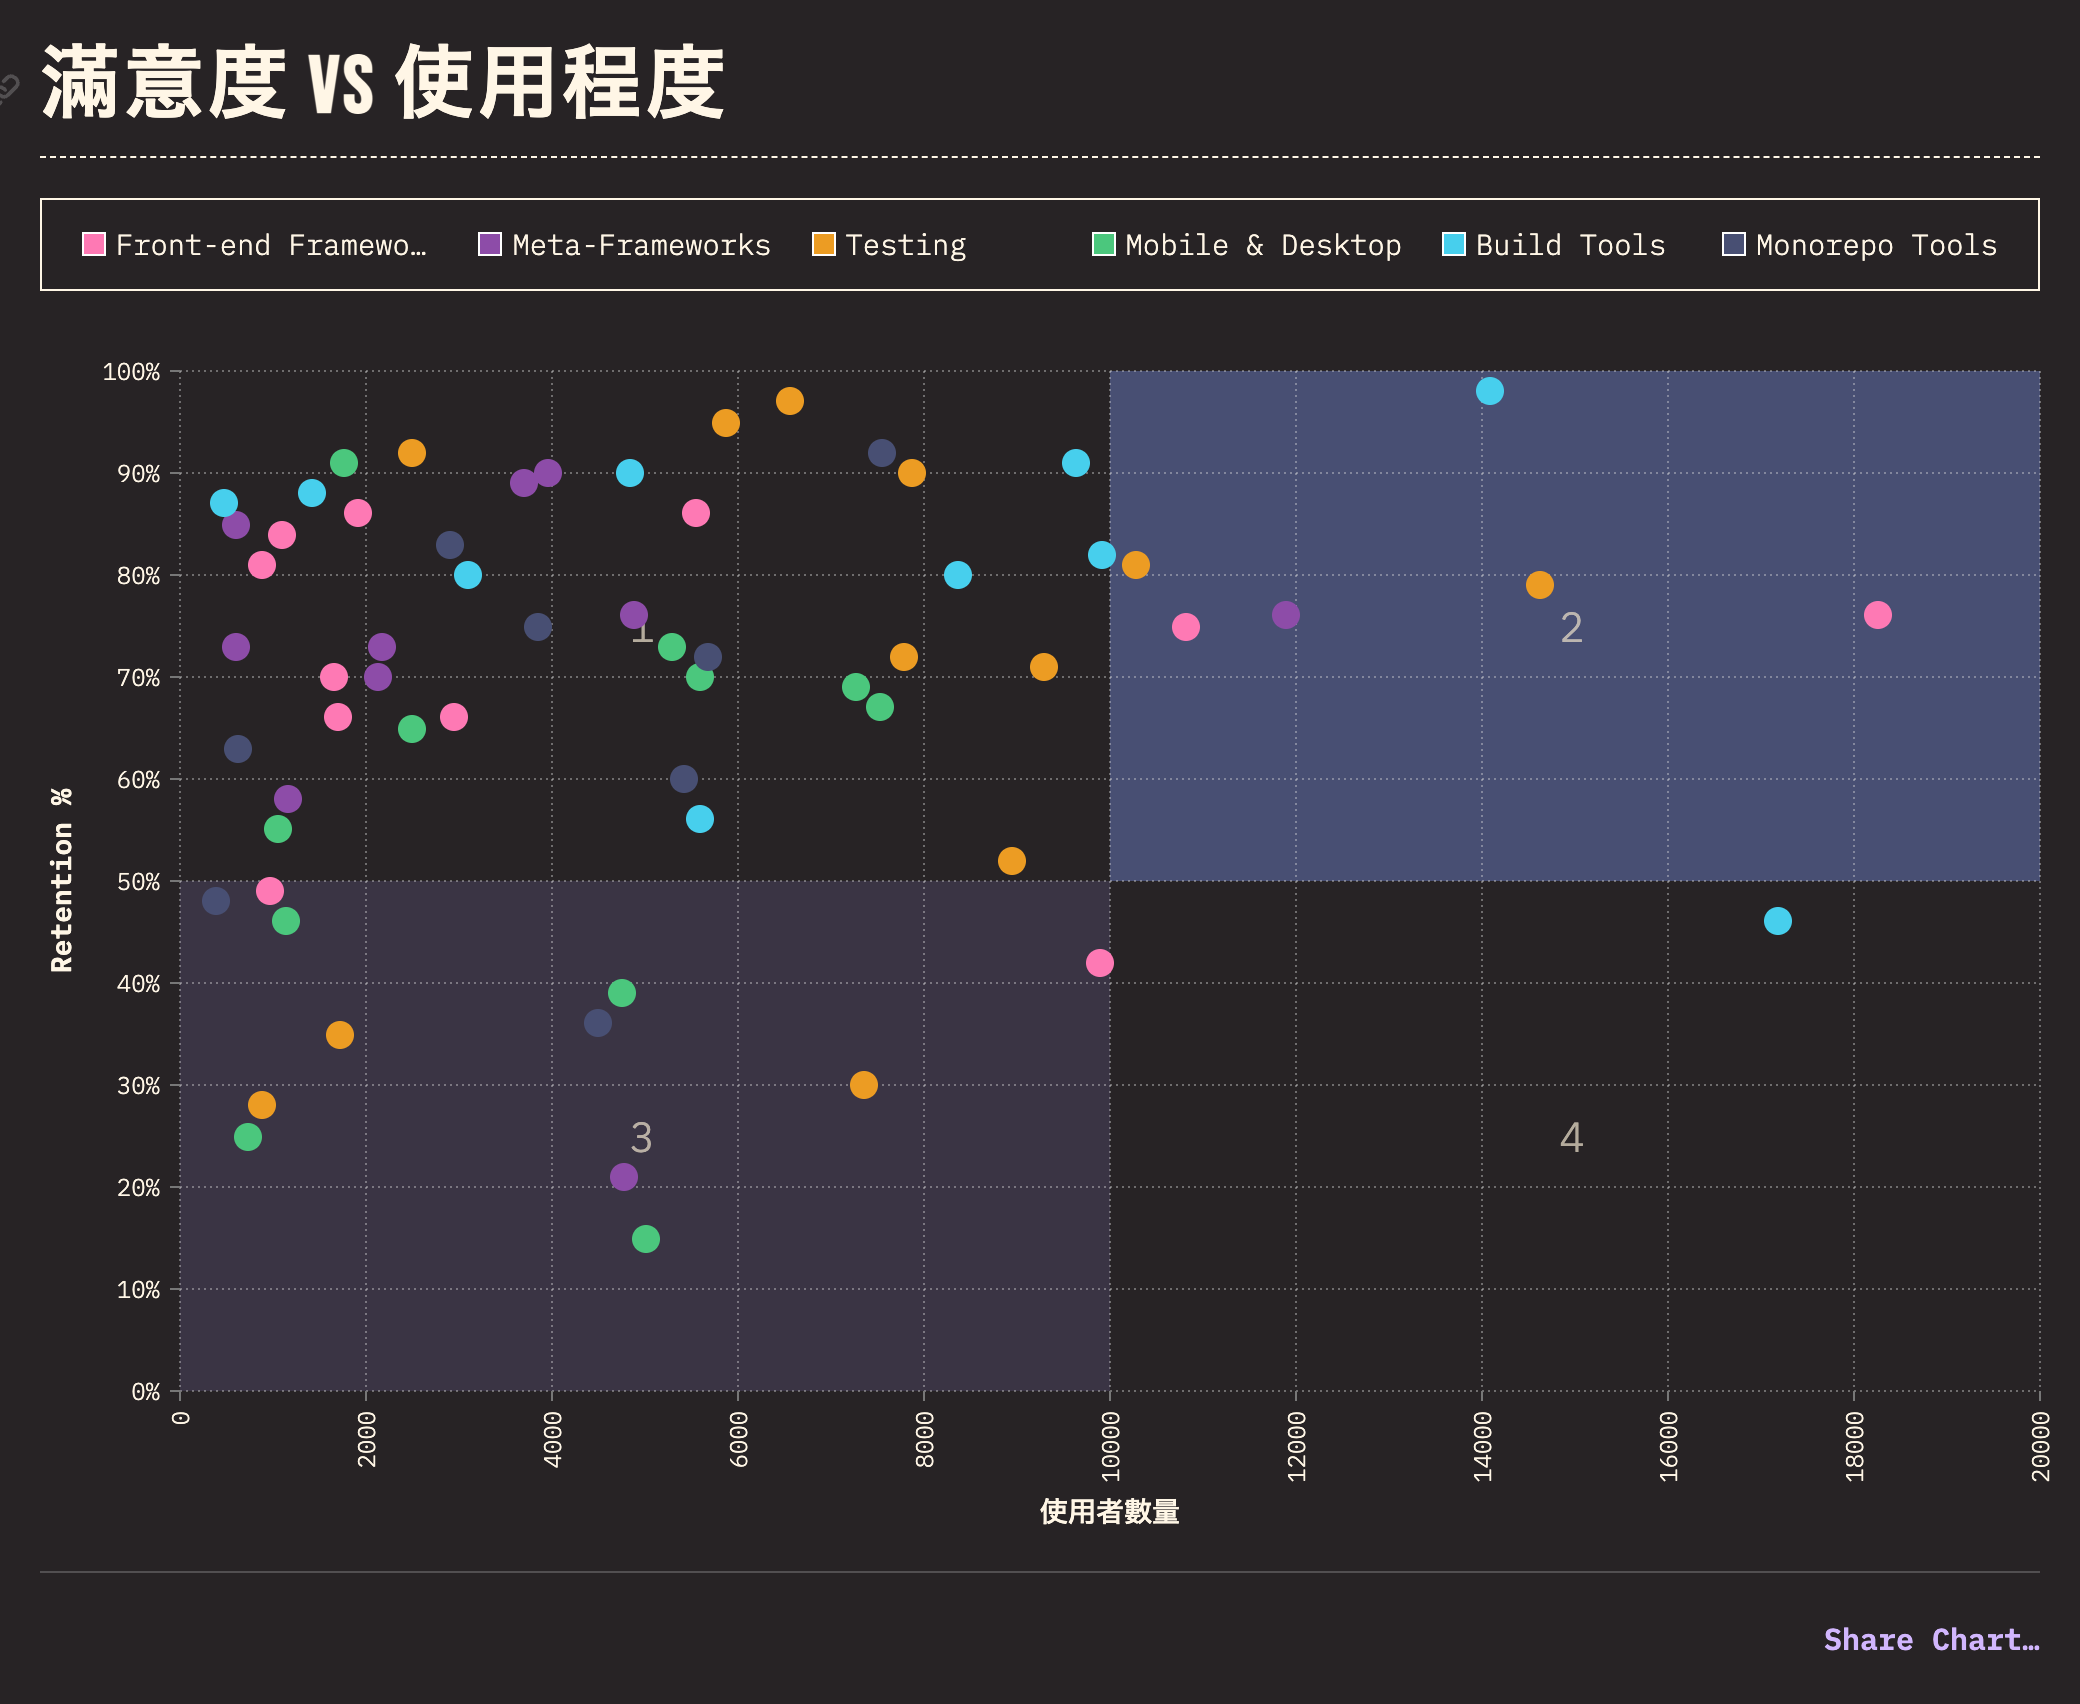 滿意度 VS 使用程度
Front-end Framewo…
Meta-Frameworks
Testing
Mobile & Desktop
Build Tools
Monorepo Tools
100%
90%
80%
70%
60%
50%
40%
30%
20%
10%
0%
Retention %
1
2
3
4
0
2000
4000
6000
8000
10000
12000
14000
16000
18000
20000
使用者數量
Share Chart…